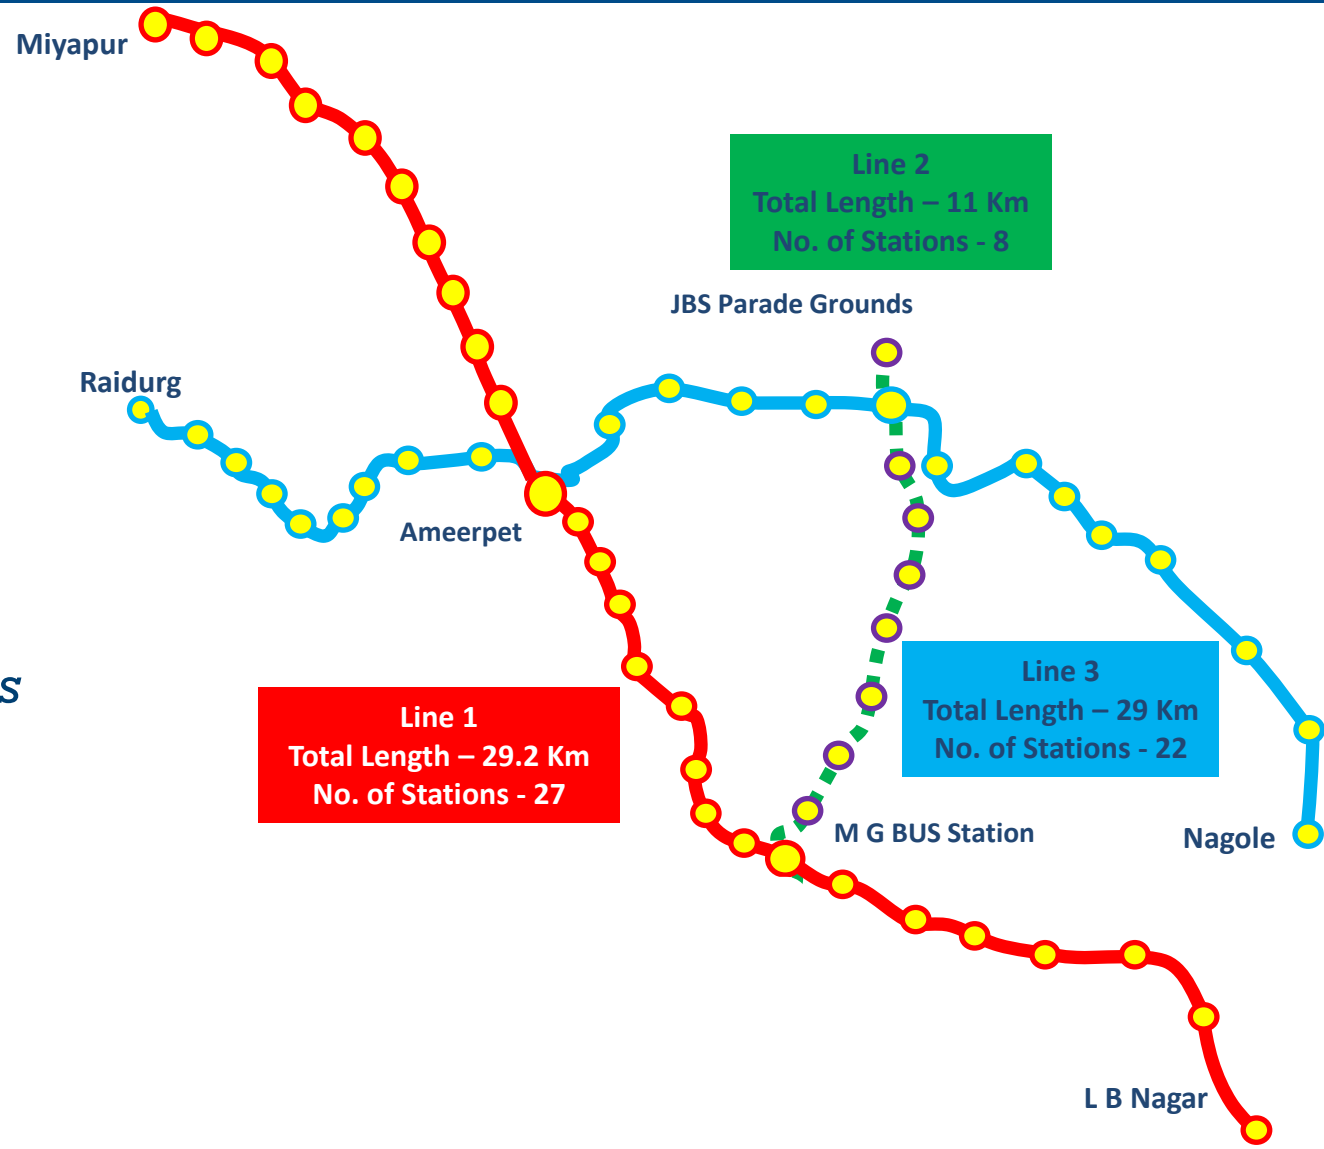 Miyapur
Line 2
Total Length – 11 Km
No. of Stations - 8
JBS Parade Grounds
Raidurg
Ameerpet
s
Line 3
Total Length – 29 Km
No. of Stations - 22
Line 1
Total Length – 29.2 Km
No. of Stations - 27
M G BUS Station
Nagole
L B Nagar